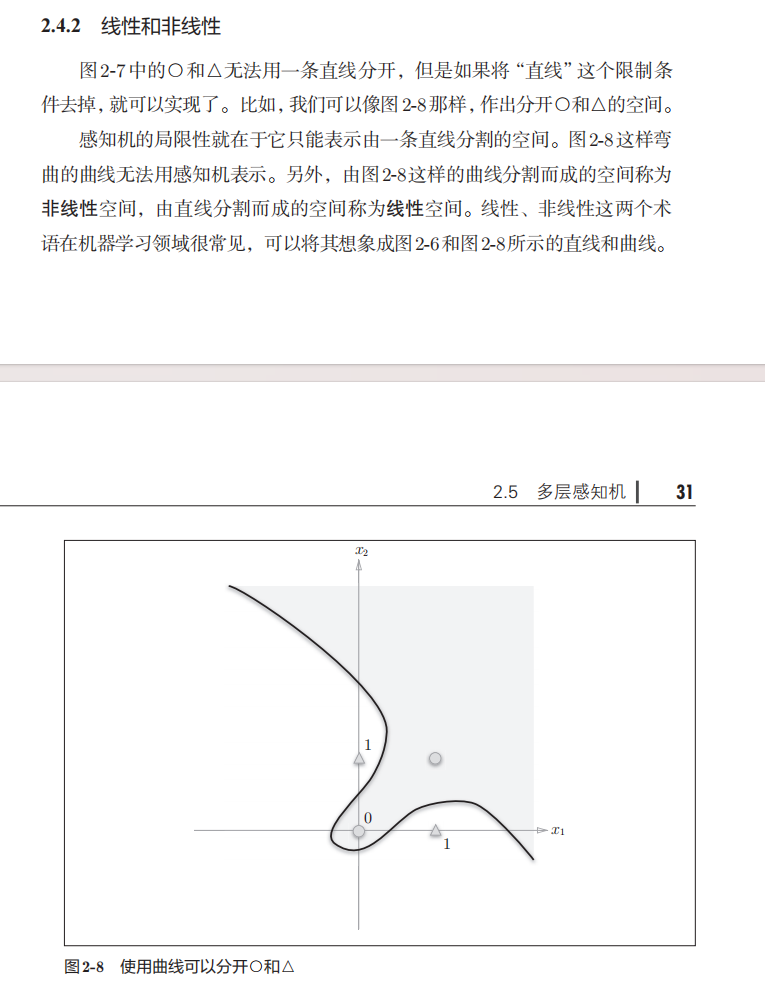 2.4.2 线性和非线性
图2-7中的○和△无法用一条直线分开，但是如果将“直线”这个限制条
件去掉，就可以实现了。比如，我们可以像图2-8那样，作出分开○和△的空间。
感知机的局限性就在于它只能表示由一条直线分割的空间。图2-8这样弯
曲的曲线无法用感知机表示。另外，由图2-8这样的曲线分割而成的空间称为
非线性空间，由直线分割而成的空间称为线性空间。线性、非线性这两个术
语在机器学习领域很常见，可以将其想象成图2-6和图2-8所示的直线和曲线。
2.5 多层感知机 31
x2
1
0
x1
1
图2-8 使用曲线可以分开○和△